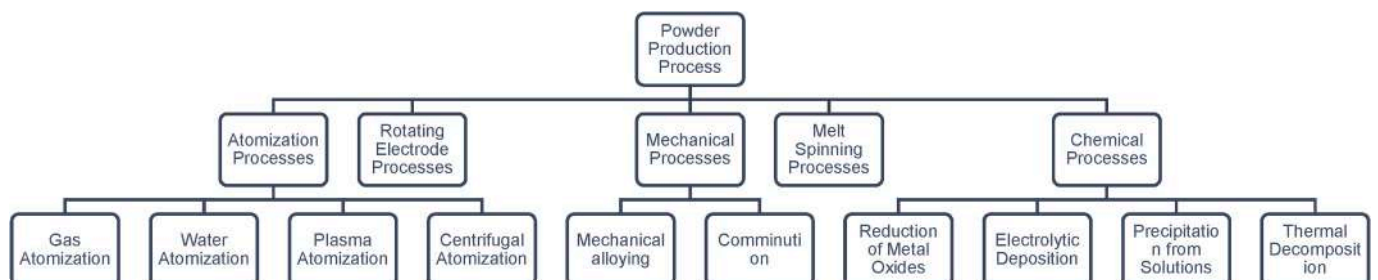 Powder
Production
Process
Atomization
Processes
Rotating
Electrode
Processes
Mechanical
Processes
Melt
Spinning
Processes
Chemical
Processes
Gas
Atomization
Water
Atomization
Plasma
Atomization
Centrifugal
Atomization
Mechanical
alloying
Comminuti
on
Reduction
of Metal
Oxides
Electrolytic
Deposition
Precipitatio
n from
Solutions
Thermal
Decomposit
ion